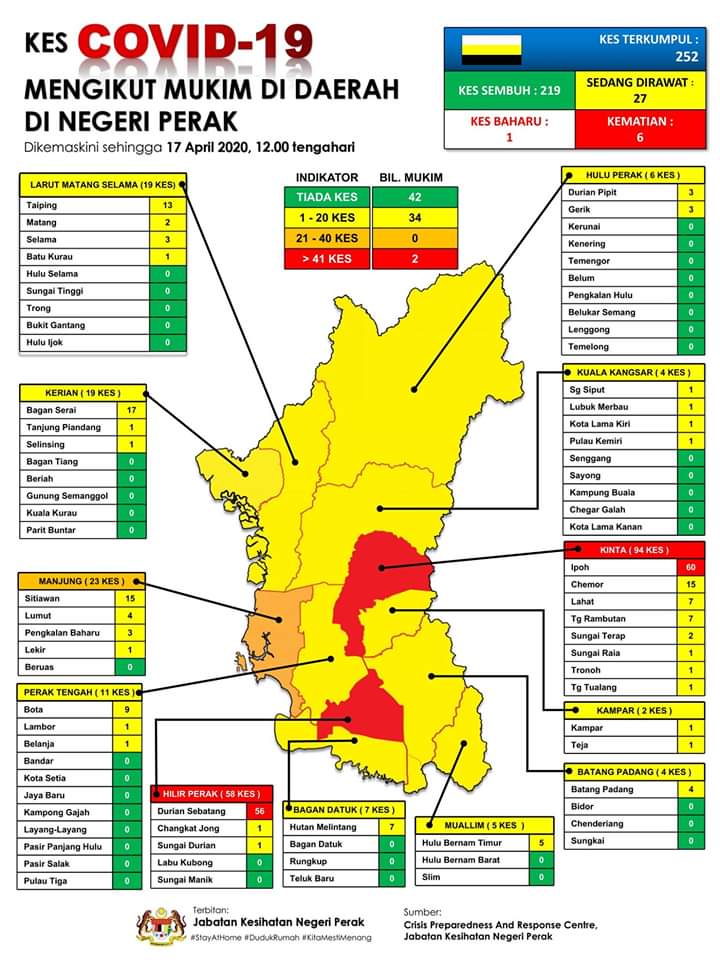 KES COVID-19
MENGIKUT MUKIM DI DAERAH
DI NEGERI PERAK
Dikemaskini sehingga 17 April 2020, 12.00 tengahari
KES TERKUMPUL :
252
KES SEMBUH : 219
SEDANG DIRAWAT :
27
KES BAHARU :
1
KEMATIAN :
6
INDIKATOR BIL. MUKIM
TIADA KES 42
1 - 20 KES 34
21 - 40 KES 0
> 41 KES 2
LARUT MATANG SELAMA (19 KES)
Taiping 13
Matang 2
Selama 3
Batu Kurau 1
Hulu Selama 0
Sungai Tinggi 0
Trong 0
Bukit Gantang 0
Hulu Ijok 0
HULU PERAK ( 6 KES )
Durian Pipit 3
Gerik 3
Kerunai 0
Kenering 0
Temengor 0
Belum 0
Pengkalan Hulu 0
Belukar Semang 0
Lenggong 0
Temelong 0
KERIAN ( 19 KES )
Bagan Serai 17
Tanjung Piandang 1
Selinsing 1
Bagan Tiang 0
Beriah 0
Gunung Semanggol 0
Kuala Kurau 0
Parit Buntar 0
KUALA KANGSAR ( 4 KES )
Sg Siput 1
Lubuk Merbau 1
Kota Lama Kiri 1
Pulau Kemiri 1
Senggang 0
Sayong 0
Kampung Buaia 0
Chegar Galah 0
Kota Lama Kanan 0
KINTA ( 94 KES )
Ipoh 60
Chemor 15
Lahat 7
Tg Rambutan 7
Sungai Terap 2
Sungai Raia 1
Tronoh 1
Tg Tualang 1
MANJUNG ( 23 KES )
Sitiawan 15
Lumut 4
Pengkalan Baharu 3
Lekir 1
Beruas 0
PERAK TENGAH ( 11 KES )
Bota 9
Lambor 1
Belanja 1
Bandar 0
Kota Setia 0
Jaya Baru 0
Kampong Gajah 0
Layang-Layang 0
Pasir Panjang Hulu 0
Pasir Salak 0
Pulau Tiga 0
KAMPAR ( 2 KES )
Kampar 1
Teja 1
BATANG PADANG ( 4 KES )
Batang Padang 4
Bidor 0
Chenderiang 0
Sungkai 0
HILIR PERAK ( 58 KES )
Durian Sebatang 56
Changkat Jong 1
Sungai Durian 1
Labu Kubong 0
Sungai Manik 0
BAGAN DATUK ( 7 KES )
Hutan Melintang 7
Bagan Datuk 0
Rungkup 0
Teluk Baru 0
MUALLIM ( 5 KES )
Hulu Bernam Timur 5
Hulu Bernam Barat 0
Slim 0
Terbitan:
Jabatan Kesihatan Negeri Perak
#StayAtHome #DudukRumah #KitaMestiMenang
Sumber:
Crisis Preparedness And Response Centre,
Jabatan Kesihatan Negeri Perak